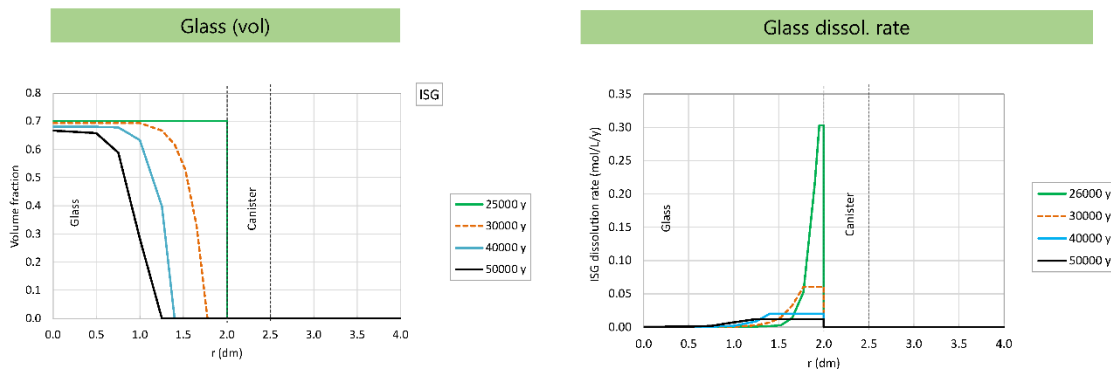 Glass (vol)
Glass dissol. rate
ISG
Volume fraction
0.8
0.7
0.6
0.5
0.4
0.3
0.2
0.1
0.0
Glass
Canister
0.0 0.5 1.0 1.5 2.0 2.5 3.0 3.5 4.0
r (dm)
25000 y
30000 y
40000 y
50000 y
ISG dissolution rate (mol/L/y)
0.35
0.30
0.25
0.20
0.15
0.10
0.05
0.00
Glass
Canister
0.0 0.5 1.0 1.5 2.0 2.5 3.0 3.5 4.0
r (dm)
26000 y
30000 y
40000 y
50000 y